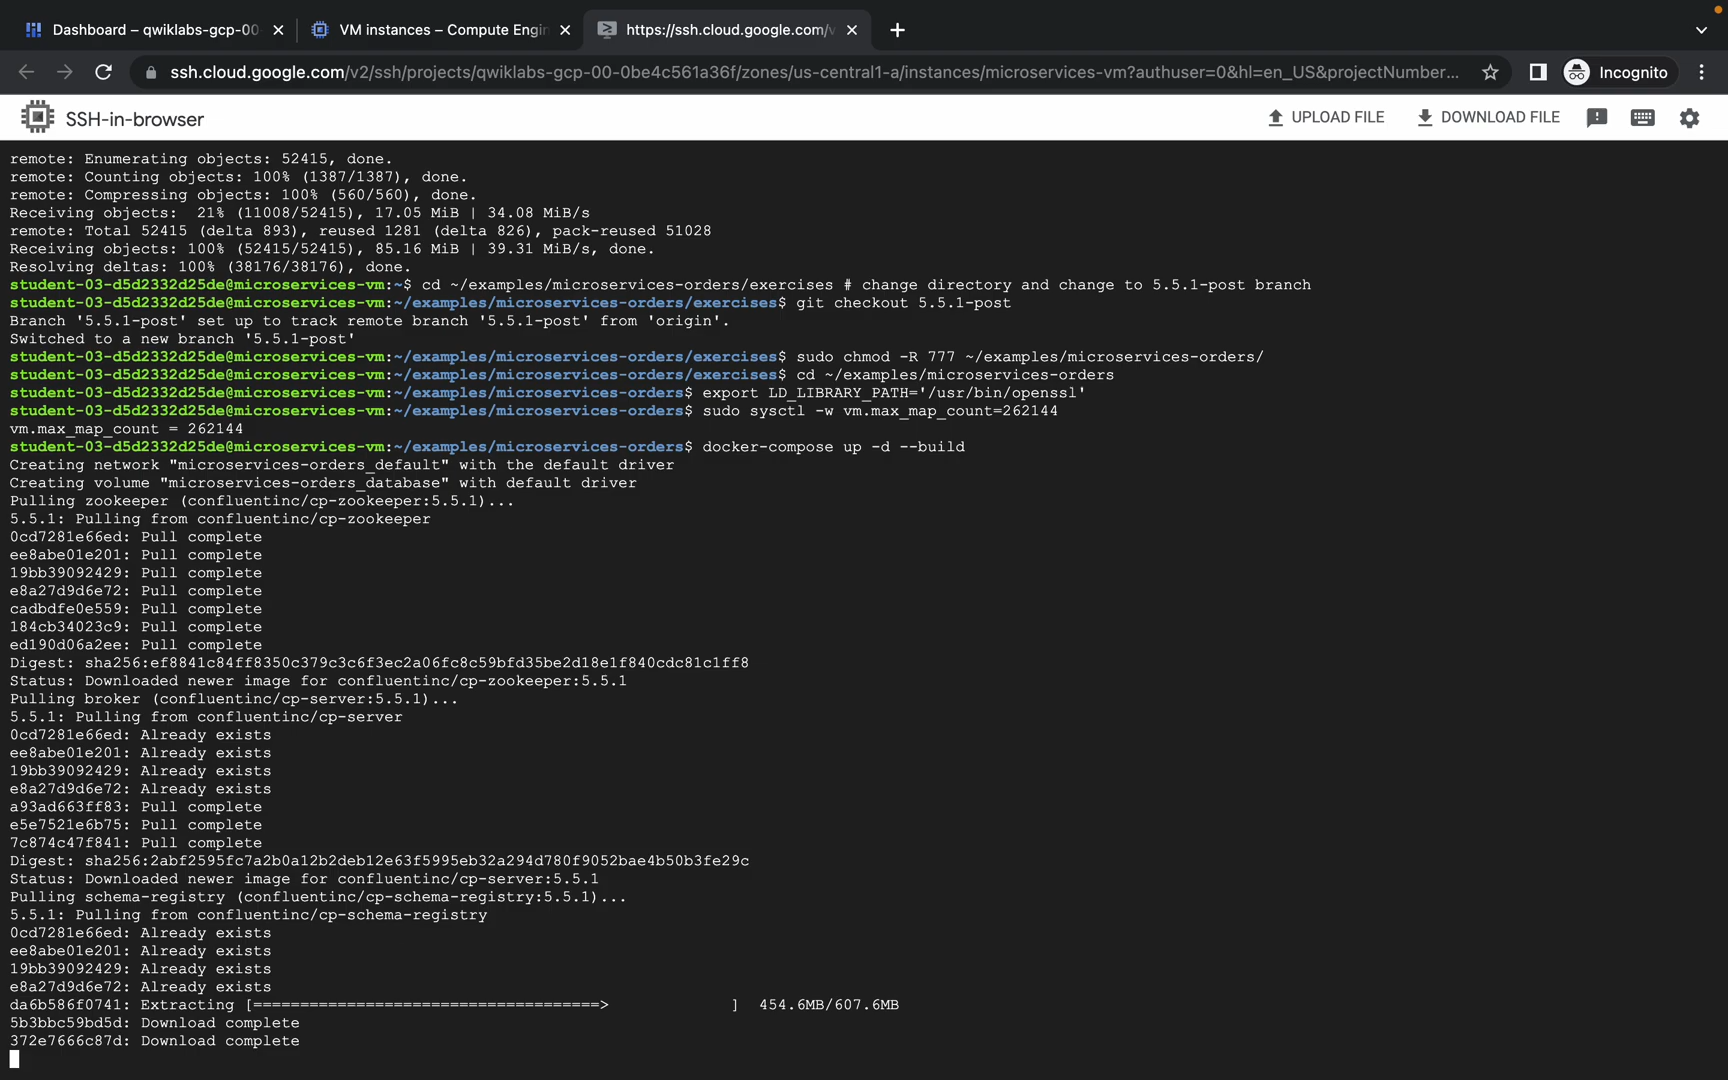 Dashboard – qwiklabs-gcp-00
VM instances – Compute Engin
https://ssh.cloud.google.com/v
ssh.cloud.google.com/v2/ssh/projects/qwiklabs-gcp-00-0be4c561a36f/zones/us-central1-a/instances/microservices-vm?authuser=0&hl=en_US&projectNumber...
Incognito
SSH-in-browser
UPLOAD FILE
DOWNLOAD FILE
remote: Enumerating objects: 52415, done.
remote: Counting objects: 100% (1387/1387), done.
remote: Compressing objects: 100% (560/560), done.
Receiving objects:  21% (11008/52415), 17.05 MiB | 34.08 MiB/s
remote: Total 52415 (delta 893), reused 1281 (delta 826), pack-reused 51028
Receiving objects: 100% (52415/52415), 85.16 MiB | 39.31 MiB/s, done.
Resolving deltas: 100% (38176/38176), done.
student-03-d5d2332d25de@microservices-vm:~$ cd ~/examples/microservices-orders/exercises # change directory and change to 5.5.1-post branch
student-03-d5d2332d25de@microservices-vm:~/examples/microservices-orders/exercises$ git checkout 5.5.1-post
Branch '5.5.1-post' set up to track remote branch '5.5.1-post' from 'origin'.
Switched to a new branch '5.5.1-post'
student-03-d5d2332d25de@microservices-vm:~/examples/microservices-orders/exercises$ sudo chmod -R 777 ~/examples/microservices-orders/
student-03-d5d2332d25de@microservices-vm:~/examples/microservices-orders/exercises$ cd ~/examples/microservices-orders
student-03-d5d2332d25de@microservices-vm:~/examples/microservices-orders$ export LD_LIBRARY_PATH='/usr/bin/openssl'
student-03-d5d2332d25de@microservices-vm:~/examples/microservices-orders$ sudo sysctl -w vm.max_map_count=262144
vm.max_map_count = 262144
student-03-d5d2332d25de@microservices-vm:~/examples/microservices-orders$ docker-compose up -d --build
Creating network "microservices-orders_default" with the default driver
Creating volume "microservices-orders_database" with default driver
Pulling zookeeper (confluentinc/cp-zookeeper:5.5.1)...
5.5.1: Pulling from confluentinc/cp-zookeeper
0cd7281e66ed: Pull complete
ee8abe01e201: Pull complete
19bb39092429: Pull complete
e8a27d9d6e72: Pull complete
cadbdfe0e559: Pull complete
184cb34023c9: Pull complete
ed190d06a2ee: Pull complete
Digest: sha256:ef8841c84ff8350c379c3c6f3ec2a06fc8c59bfd35be2d18e1f840cdc81c1ff8
Status: Downloaded newer image for confluentinc/cp-zookeeper:5.5.1
Pulling broker (confluentinc/cp-server:5.5.1)...
5.5.1: Pulling from confluentinc/cp-server
0cd7281e66ed: Already exists
ee8abe01e201: Already exists
19bb39092429: Already exists
e8a27d9d6e72: Already exists
a93ad663ff83: Pull complete
e5e7521e6b75: Pull complete
7c874c47f841: Pull complete
Digest: sha256:2abf2595fc7a2b0a12b2deb12e63f5995eb32a294d780f9052bae4b50b3fe29c
Status: Downloaded newer image for confluentinc/cp-server:5.5.1
Pulling schema-registry (confluentinc/cp-schema-registry:5.5.1)...
5.5.1: Pulling from confluentinc/cp-schema-registry
0cd7281e66ed: Already exists
ee8abe01e201: Already exists
19bb39092429: Already exists
e8a27d9d6e72: Already exists
da6b586f0741: Extracting [=====================================>             ]  454.6MB/607.6MB
5b3bbc59bd5d: Download complete
372e7666c87d: Download complete